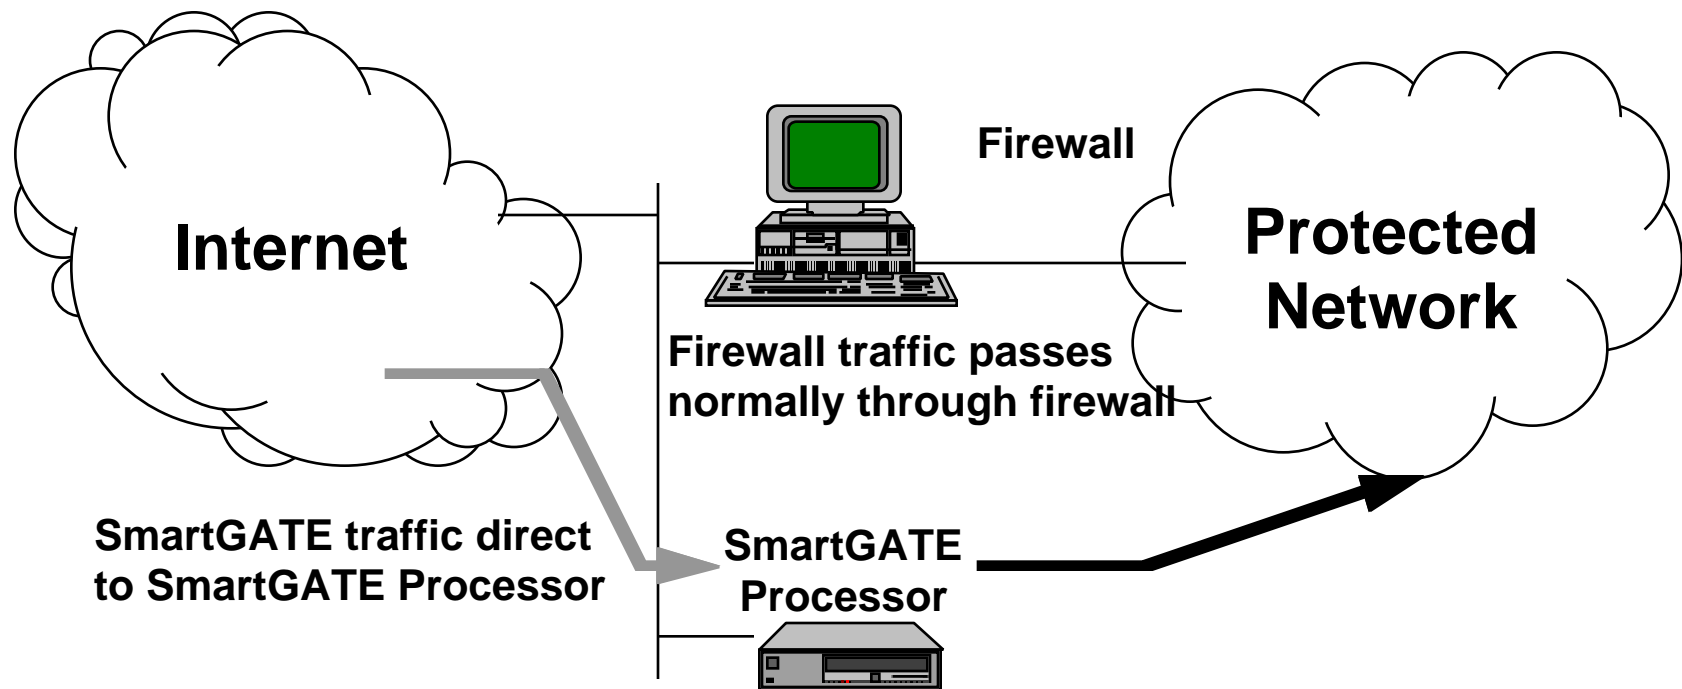 Firewall
Internet
Protected
Network
Firewall traffic passes
normally through firewall
SmartGATE traffic direct
to SmartGATE Processor
SmartGATE
Processor